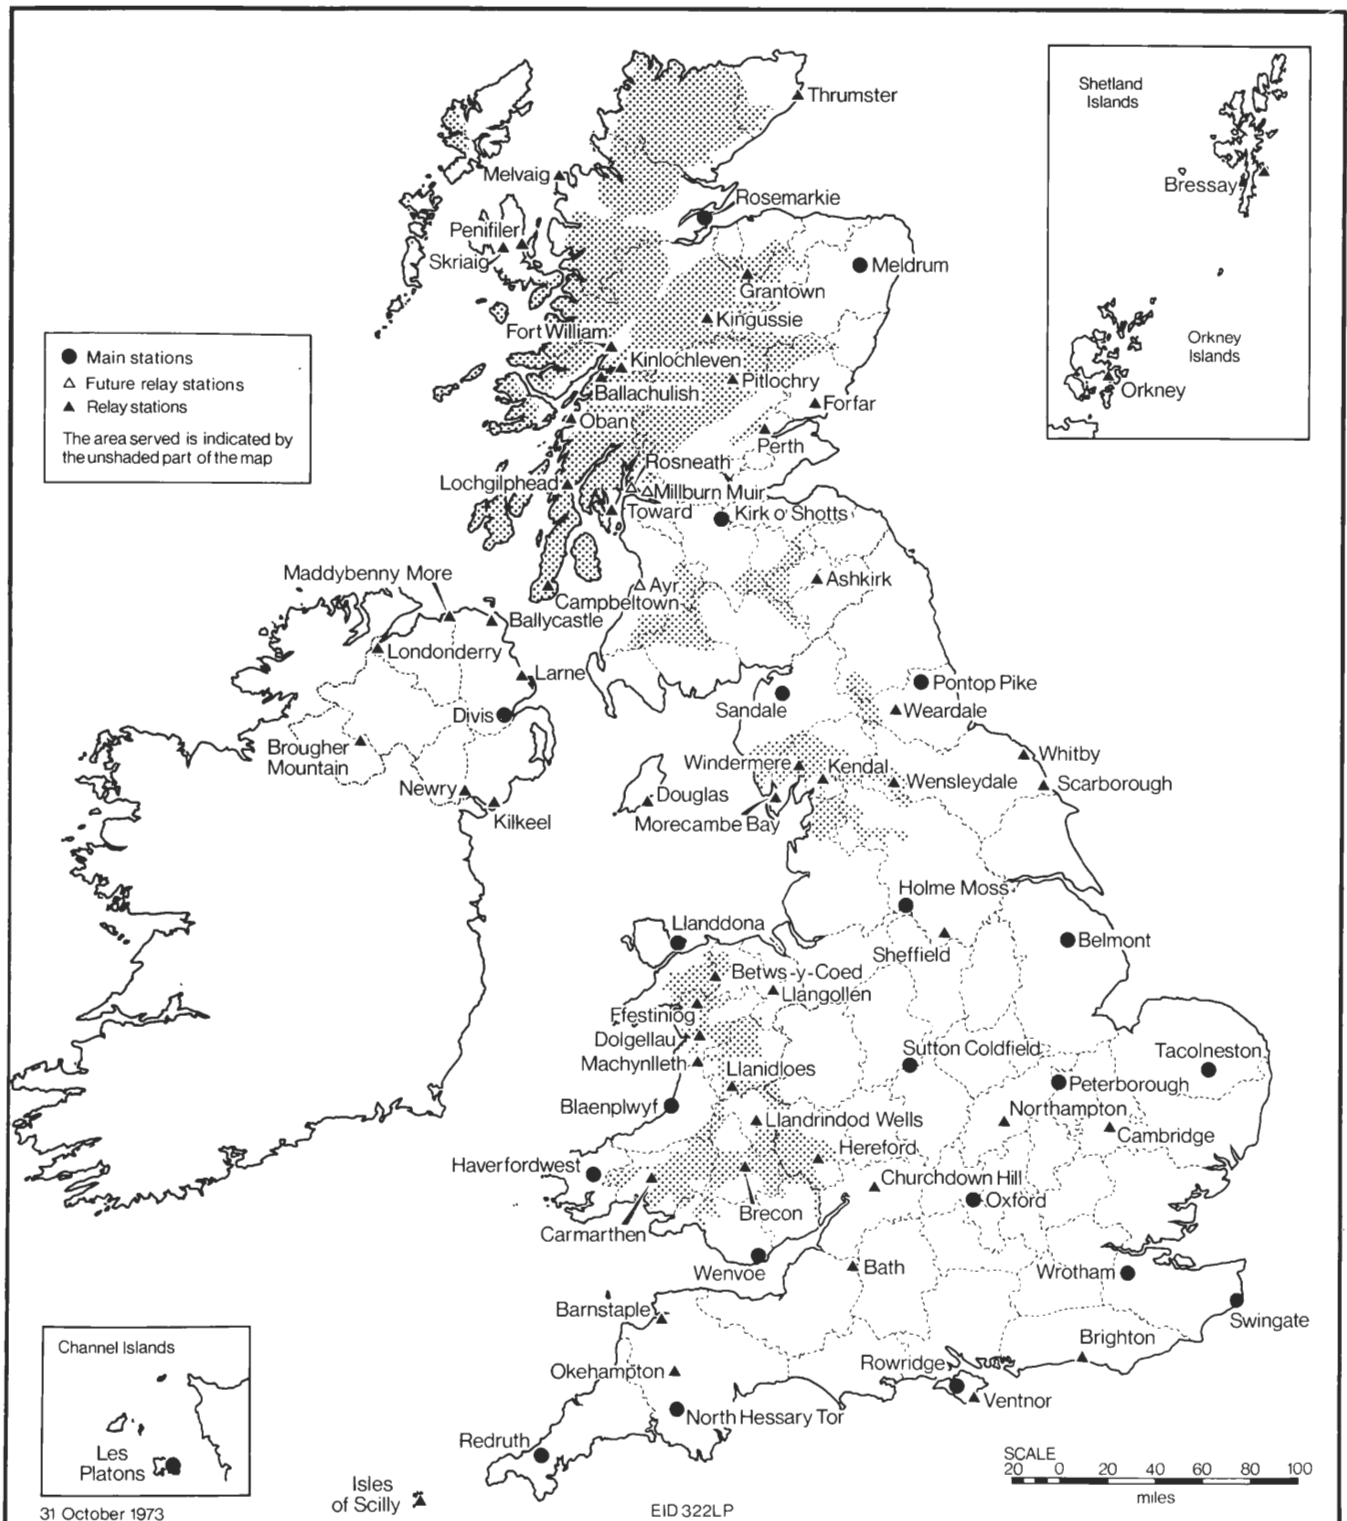 Shetland
Islands
Bressay
Orkney
Islands
Orkney
Thrumster
Melvaig
Rosemarkie
Penifiler
Skriaig
Meldrum
Grantown
Kingussie
Fort William
Kinlochleven
Pitlochry
Ballachulish
Forfar
Oban
Perth
Rosneath
Lochgilphead
Millburn Muir
Toward
Kirk o' Shotts
Main stations
Future relay stations
Relay stations
The area served is indicated by
the unshaded part of the map
Maddybenny More
Ayr
Ashkirk
Campbeltown
Ballycastle
Londonderry
Larne
Divis
Brougher
Mountain
Newry
Kilkeel
Sandale
Pontop Pike
Weardale
Windermere
Kendal
Wensleydale
Whitby
Scarborough
Douglas
Morecambe Bay
Holme Moss
Llanddona
Sheffield
Belmont
Betws-y-Coed
Llangollen
Ffestiniog
Dolgellau
Machynlleth
Llanidloes
Sutton Coldfield
Tacolneston
Peterborough
Blaenplwyf
Llandrindod Wells
Northampton
Cambridge
Haverfordwest
Hereford
Churchdown Hill
Oxford
Carmarthen
Brecon
Wenvoe
Bath
Wrotham
Swingate
Barnstaple
Brighton
Okehampton
Rowridge
Ventnor
North Hessary Tor
Redruth
Channel Islands
Les
Platons
Isles
of Scilly
SCALE
20 0 20 40 60 80 100
miles
31 October 1973
EID 322LP